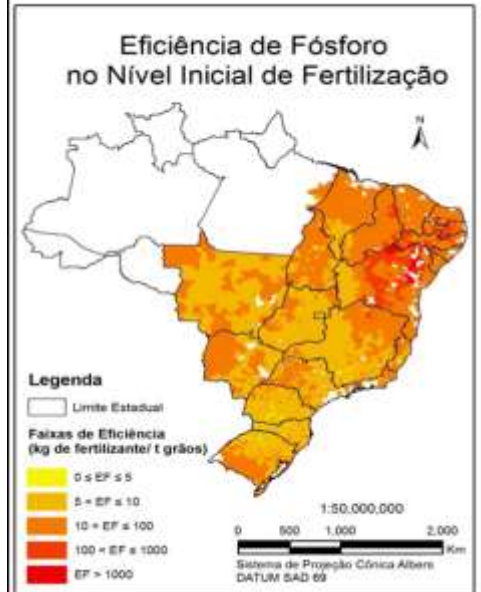 Eficiência de Fósforo
no Nível Inicial de Fertilização
N
Legenda
Limite Estadual
Faixas de Eficiência
(kg de fertilizante/ t grãos)
0 ≤ EF ≤ 5
5 < EF ≤ 10
10 < EF ≤ 100
100 < EF ≤ 1000
EF > 1000
1:50,000,000
0 500 1,000 2,000
Km
Sistema de Projeção Cônica Albers
DATUM SAD 69